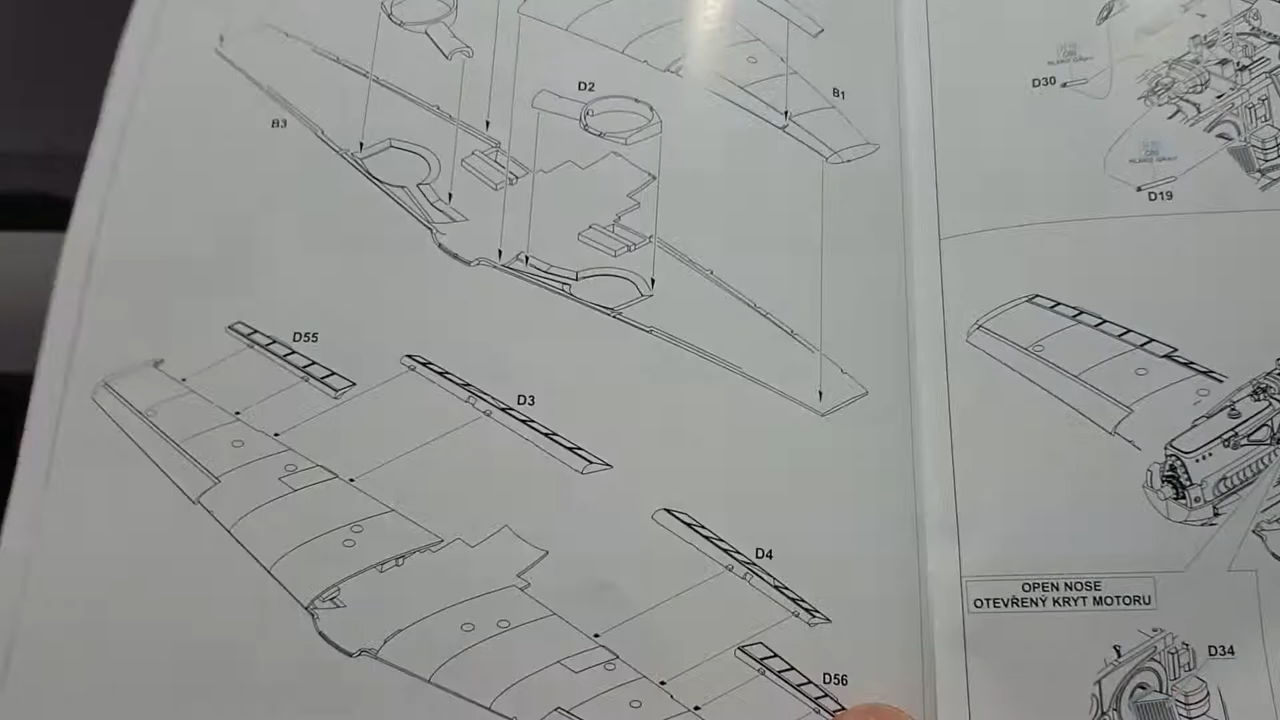 D2
B1
B3
D55
D3
D4
D56
D30
D19
OPEN NOSE
OTEVŘENÝ KRYT MOTORU
D34